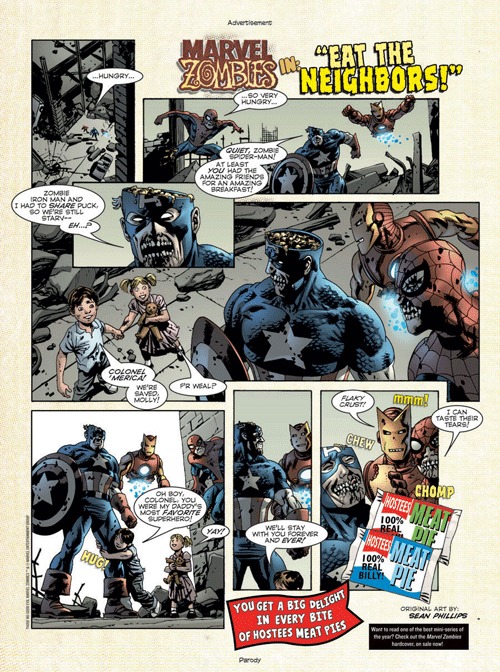 Advertisement
MARVEL
ZOMBIES
IN:
"EAT THE
NEIGHBORS!"
...HUNGRY...
...SO VERY
HUNGRY...
QUIET, ZOMBIE
SPIDER-MAN!
AT LEAST
YOU HAD THE
AMAZING FRIENDS
FOR AN AMAZING
BREAKFAST!
ZOMBIE
IRON MAN AND
I HAD TO SHARE PUCK,
SO WE'RE STILL
STARV--
EH...?
COLONEL
'MERICA!
WE'RE
SAVED,
MOLLY!
F'R WEAL?
OH BOY,
COLONEL, YOU
WERE MY DADDY'S
MOST FAVORITE
SUPERHERO!
YAY!
HUG!
WE'LL STAY
WITH YOU FOREVER
AND EVER!
FLAKY
CRUST!
mmm!
I CAN
TASTE THEIR
TEARS!
CHEW
CHOMP
HOSTEES
MEAT
PIE
100%
REAL
HOSTEES
MEAT
PIE
100%
REAL
BILLY!
YOU GET A BIG DELIGHT
IN EVERY BITE
OF HOSTEES MEAT PIES
ORIGINAL ART BY:
SEAN PHILLIPS
Want to read one of the best mini-series of
the year? Check out the Marvel Zombies
hardcover, on sale now!
Parody